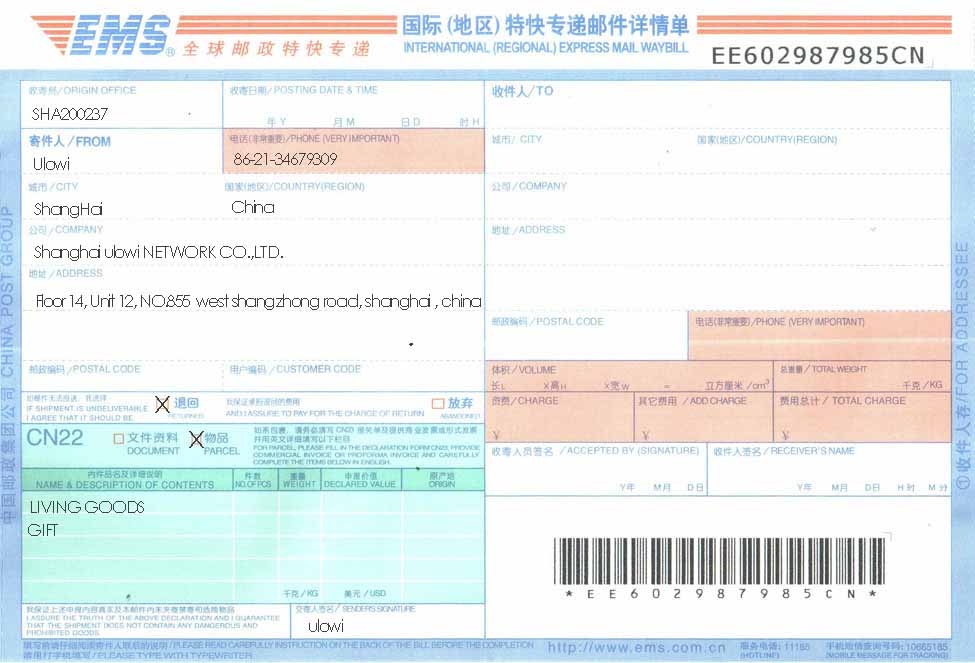 EMS® 全球邮政特快专递
国际（地区）特快专递邮件详情单
INTERNATIONAL (REGIONAL) EXPRESS MAIL WAYBILL
EE602987985CN
收寄局/ORIGIN OFFICE
SHA200237
收寄日期/POSTING DATE & TIME
年Y 月M 日D 时H
寄件人/FROM
Ulowi
电话(非常重要)/PHONE (VERY IMPORTANT)
86-21-34679309
城市/CITY
ShangHai
国家(地区)/COUNTRY(REGION)
China
公司/COMPANY
Shanghai ulowi NETWORK CO.,LTD.
地址/ADDRESS
Floor 14, Unit 12, NO.855 west shangzhong road, shanghai , china
邮政编码/POSTAL CODE
用户编码/CUSTOMER CODE
如邮件无法投递，我选择
IF SHIPMENT IS UNDELIVERABLE
I AGREE THAT IT SHOULD BE.
退回
RETURNED
我保证承担退回的费用
AND I ASSURE TO PAY FOR THE CHARGE OF RETURN
放弃
ABANDONED
CN22
文件资料
DOCUMENT
物品
PARCEL
如系包裹，请务必填写 CN23 报关单及提供商业发票或形式发票
并用英文详细填写以下栏目
FOR PARCEL, PLEASE FILL IN THE DECLARATION FORM CN23, PROVIDE
COMMERCIAL INVOICE OR PROFORMA INVOICE AND CAREFULLY
COMPLETE THE ITEMS BELOW IN ENGLISH.
内件品名及详细说明
NAME & DESCRIPTION OF CONTENTS
件数
NO.OF PCS
重量
WEIGHT
申报价值
DECLARED VALUE
原产地
ORIGIN
LIVING GOODS
GIFT
千克/KG
美元/USD
我保证上述申报内容真实及本邮件内未夹寄禁寄和危险物品
I ASSURE THE TRUTH OF THE ABOVE DECLARATION AND I GUARANTEE
THAT THE SHIPMENT DOES NOT CONTAIN ANY DANGEROUS AND
PROHIBITED GOODS.
交寄人签名/SENDER'S SIGNATURE
ulowi
收件人/TO
城市/ CITY
国家(地区)/COUNTRY(REGION)
公司/COMPANY
地址/ADDRESS
邮政编码/POSTAL CODE
电话(非常重要)/PHONE (VERY IMPORTANT)
体积/VOLUME
长L X高H X宽W = 立方厘米/cm³
总重量/TOTAL WEIGHT
千克/KG
资费/CHARGE
¥
其它费用 / ADD CHARGE
¥
费用总计/ TOTAL CHARGE
¥
收寄人员签名 / ACCEPTED BY (SIGNATURE)
年Y 月M 日D
收件人签名/RECEIVER'S NAME
年Y 月M 日D 时H 分M
*EE602987985CN*
填写前请仔细阅读寄件人联后的说明/PLEASE READ CAREFULLY INSTRUCTION ON THE BACK OF THE BILL BEFORE THE COMPLETION
请用打字机填写 / PLEASE TYPE WITH TYPEWRITER
http://www.ems.com.cn
服务电话: 11185
(HOTLINE)
手机短信查询号码: 10665185
(MOBILE MESSAGE FOR TRACKING)
中国邮政集团公司 CHINA POST GROUP
①收件人存/FOR ADDRESSEE